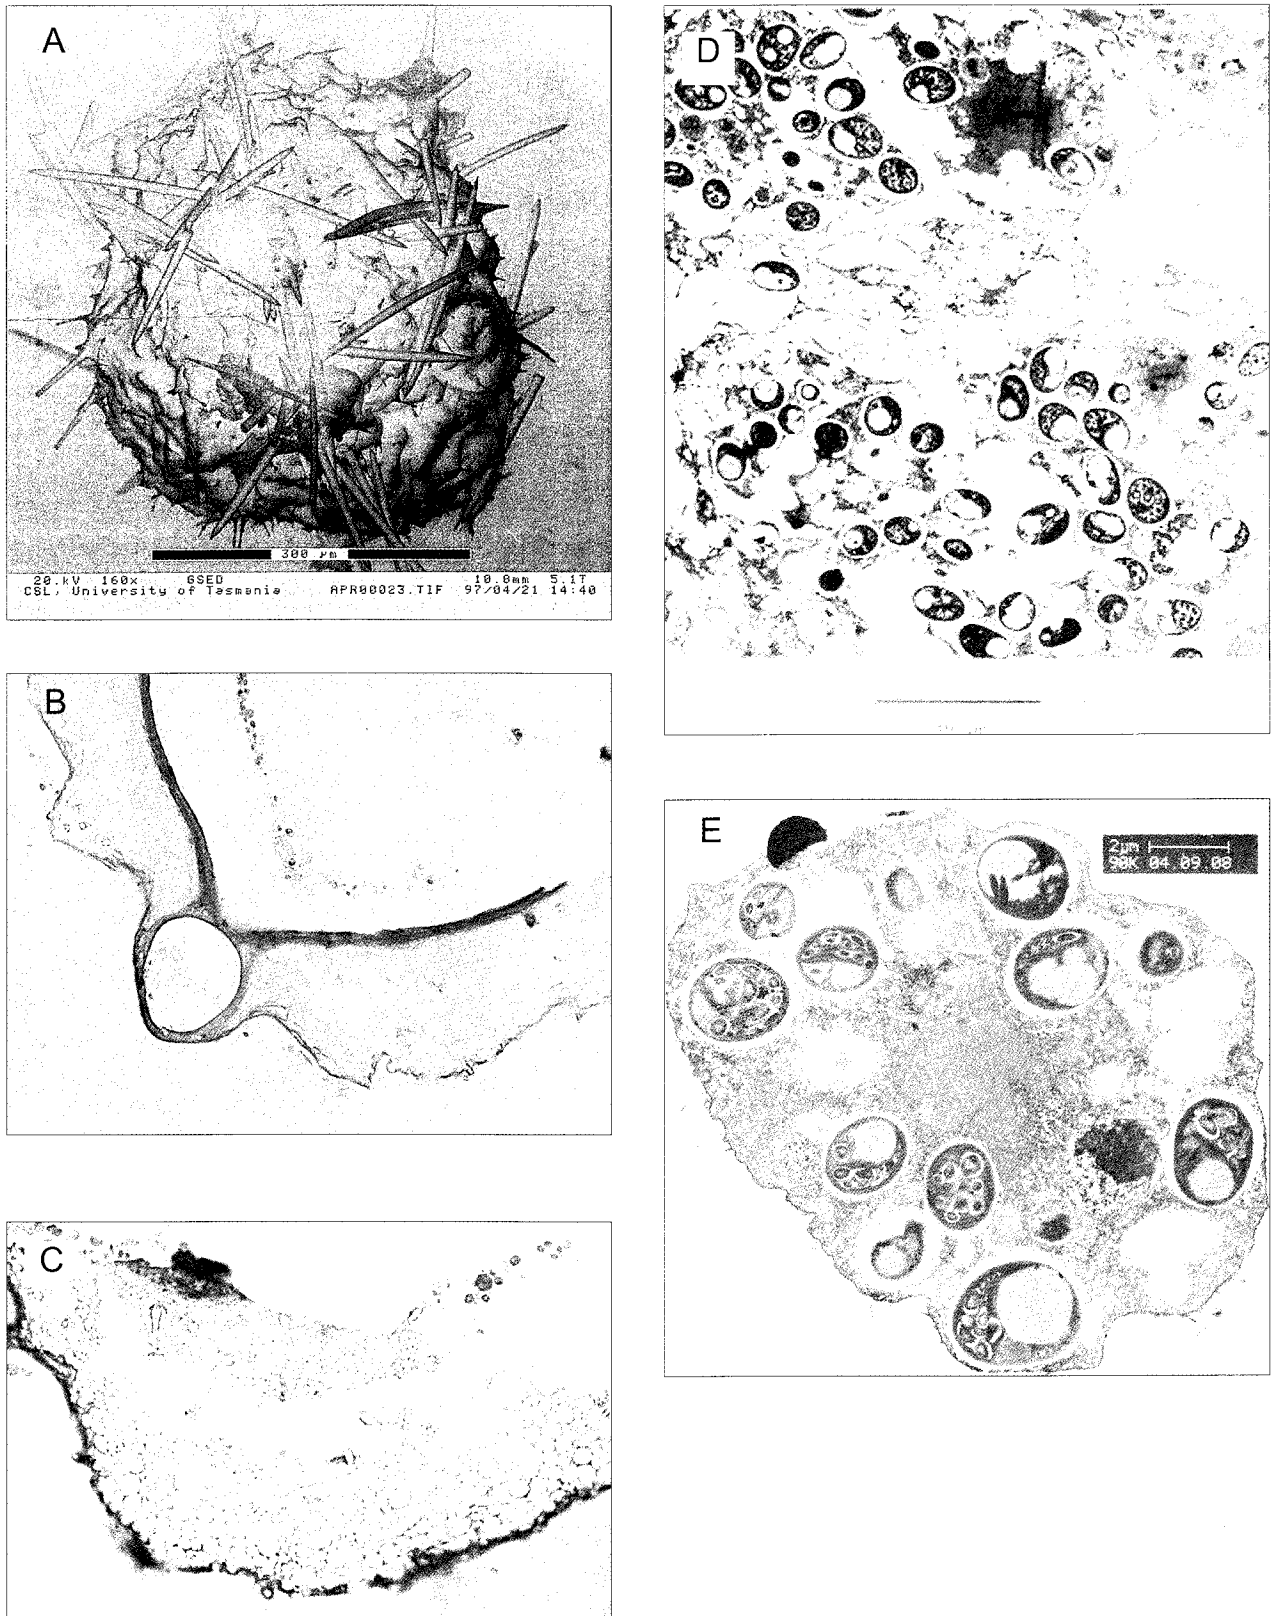 A
300 µm
20.kV 160x GSED 10.8mm 5.1T
CSL, University of Tasmania APR00023.TIF 97/04/21 14:40
B
C
D
E
2µm
90K 04 09 08